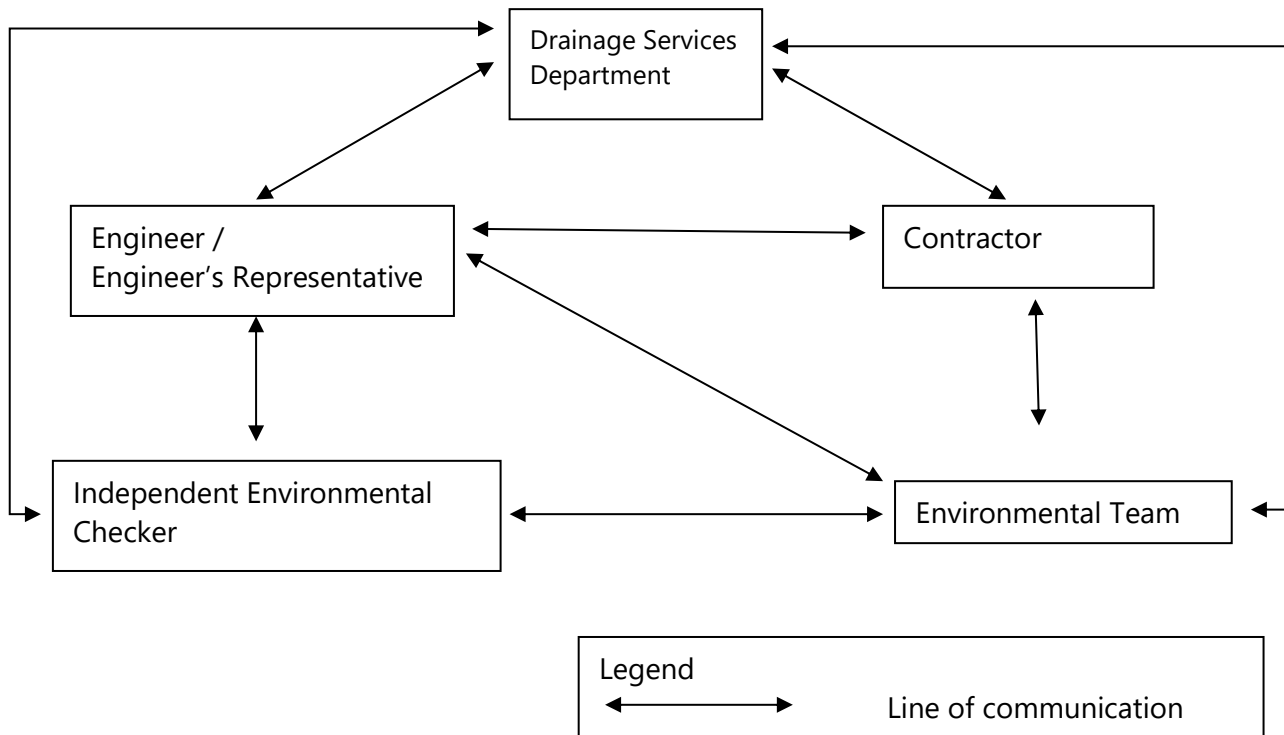 Drainage Services
Department
Engineer /
Engineer’s Representative
Contractor
Independent Environmental
Checker
Environmental Team
Legend
Line of communication